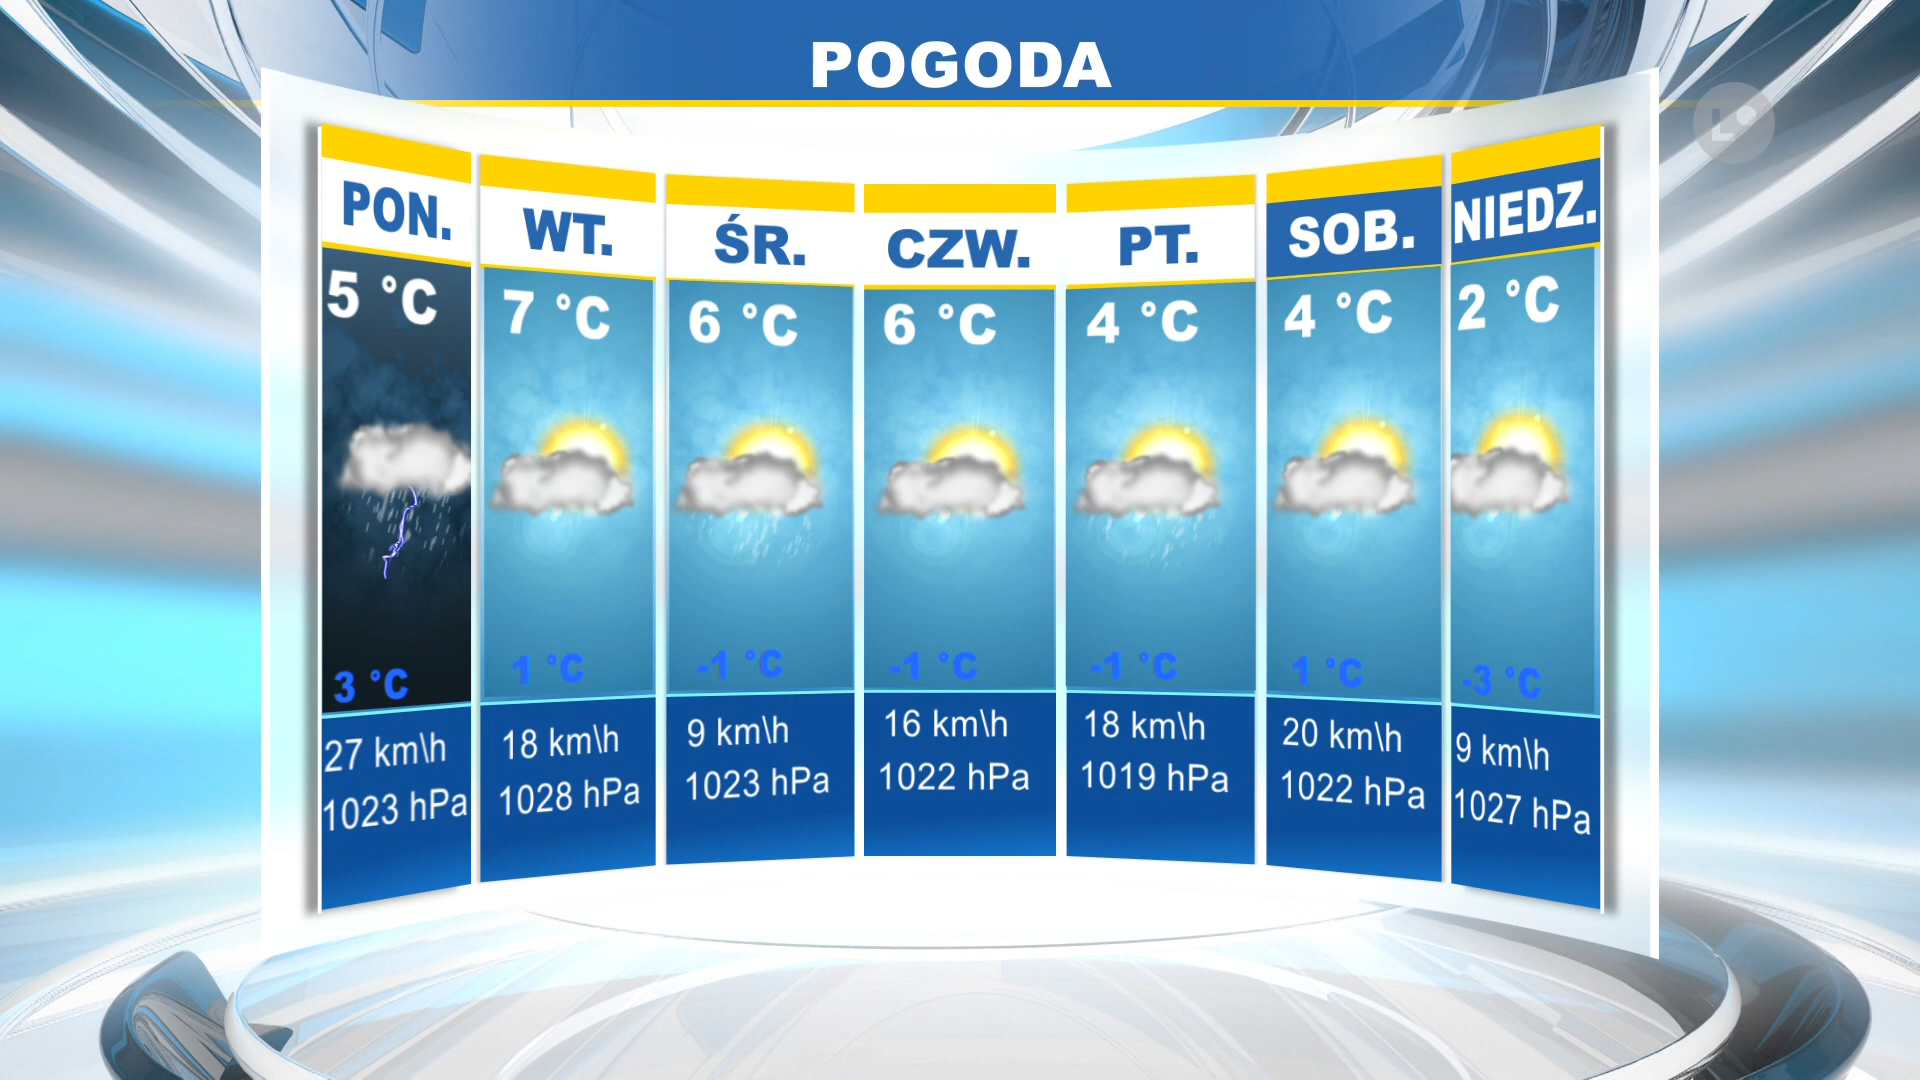 POGODA
L
PON.
5 °C
3 °C
27 km\h
1023 hPa
WT.
7 °C
1 °C
18 km\h
1028 hPa
ŚR.
6 °C
-1 °C
9 km\h
1023 hPa
CZW.
6 °C
-1 °C
16 km\h
1022 hPa
PT.
4 °C
-1 °C
18 km\h
1019 hPa
SOB.
4 °C
1 °C
20 km\h
1022 hPa
NIEDZ.
2 °C
-3 °C
9 km\h
1027 hPa